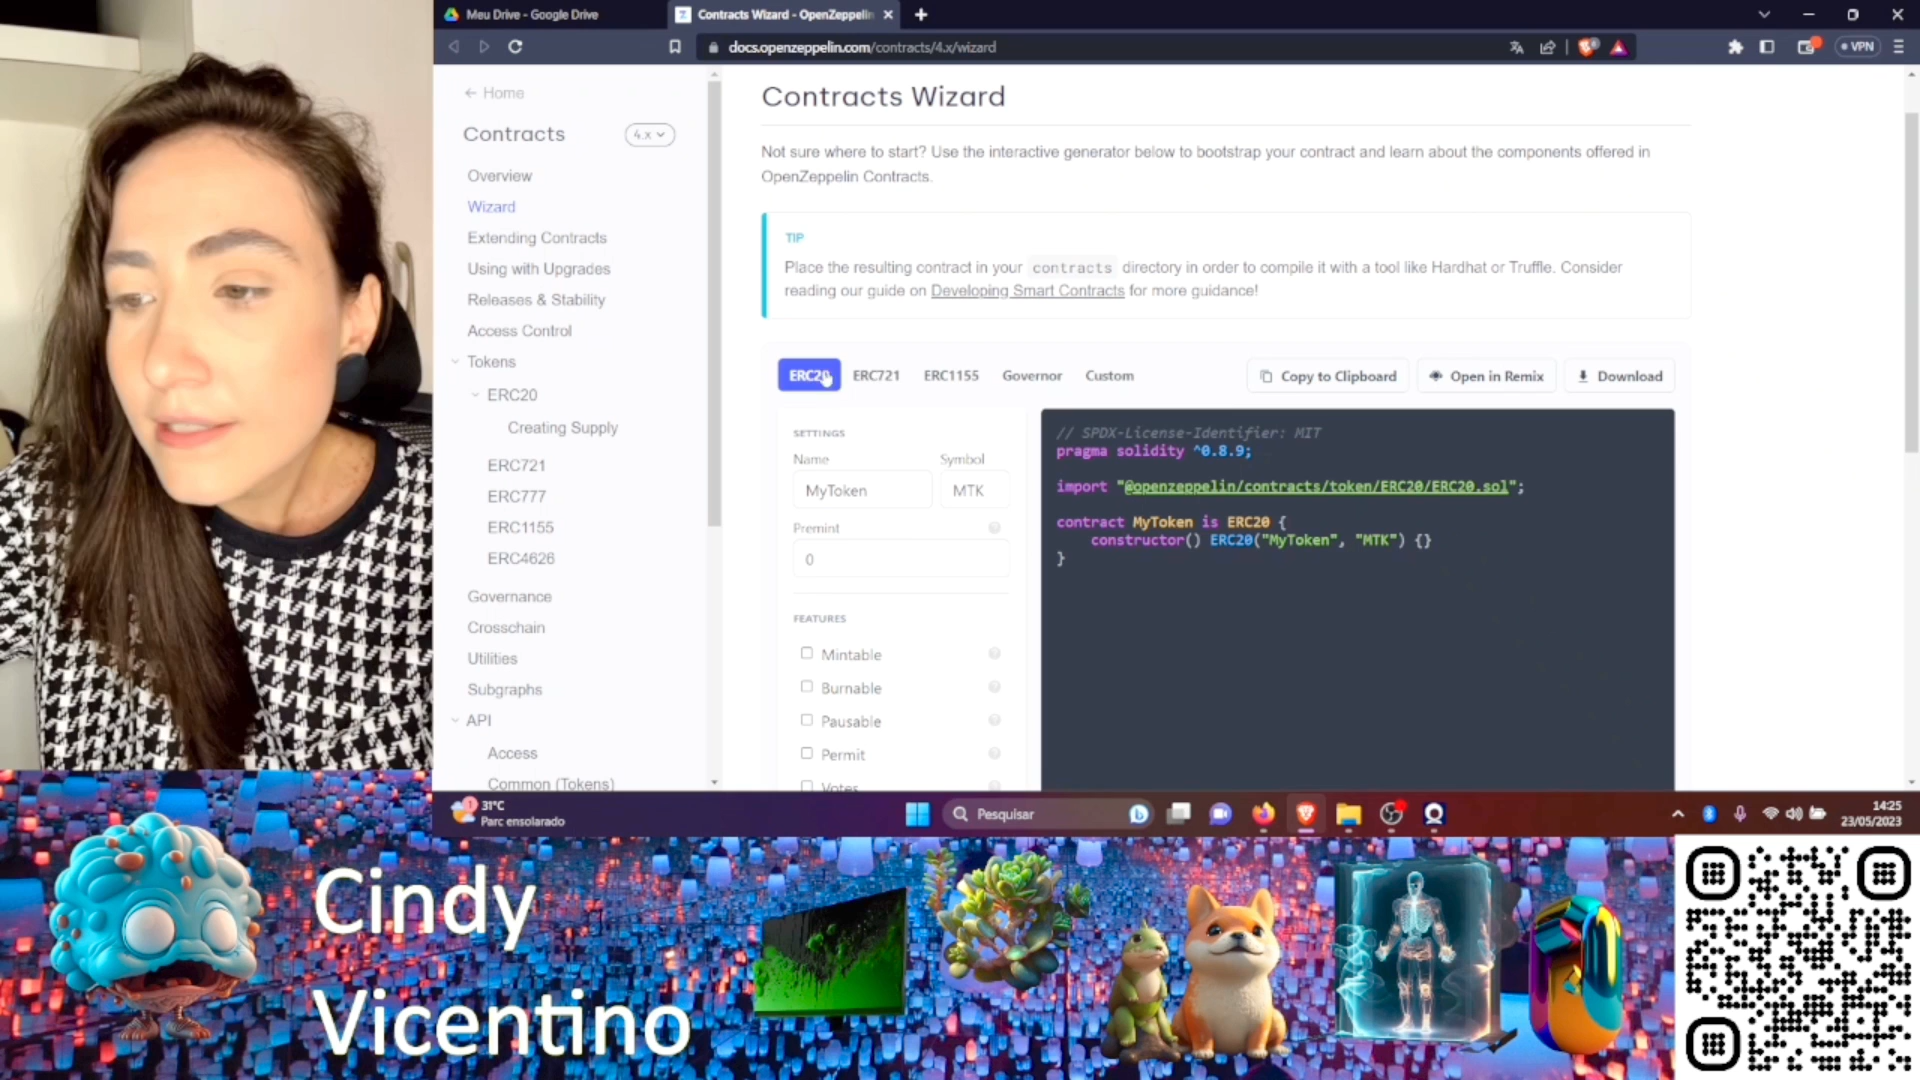 Meu Drive - Google Drive
Contracts Wizard - OpenZeppelin
docs.openzeppelin.com/contracts/4.x/wizard
VPN
← Home
Contracts
4.x
Overview
Wizard
Extending Contracts
Using with Upgrades
Releases & Stability
Access Control
Tokens
ERC20
Creating Supply
ERC721
ERC777
ERC1155
ERC4626
Governance
Crosschain
Utilities
Subgraphs
API
Access
Common (Tokens)
Contracts Wizard
Not sure where to start? Use the interactive generator below to bootstrap your contract and learn about the components offered in
OpenZeppelin Contracts.
TIP
Place the resulting contract in your contracts directory in order to compile it with a tool like Hardhat or Truffle. Consider
reading our guide on Developing Smart Contracts for more guidance!
ERC20 ERC721 ERC1155 Governor Custom
Copy to Clipboard Open in Remix Download
SETTINGS
Name Symbol
MyToken MTK
Premint
0
FEATURES
Mintable
Burnable
Pausable
Permit
Votes
// SPDX-License-Identifier: MIT
pragma solidity ^0.8.9;
import "@openzeppelin/contracts/token/ERC20/ERC20.sol";
contract MyToken is ERC20 {
constructor() ERC20("MyToken", "MTK") {}
}
1
31°C
Parc ensolarado
Pesquisar
14:25
23/05/2023
Cindy
Vicentino